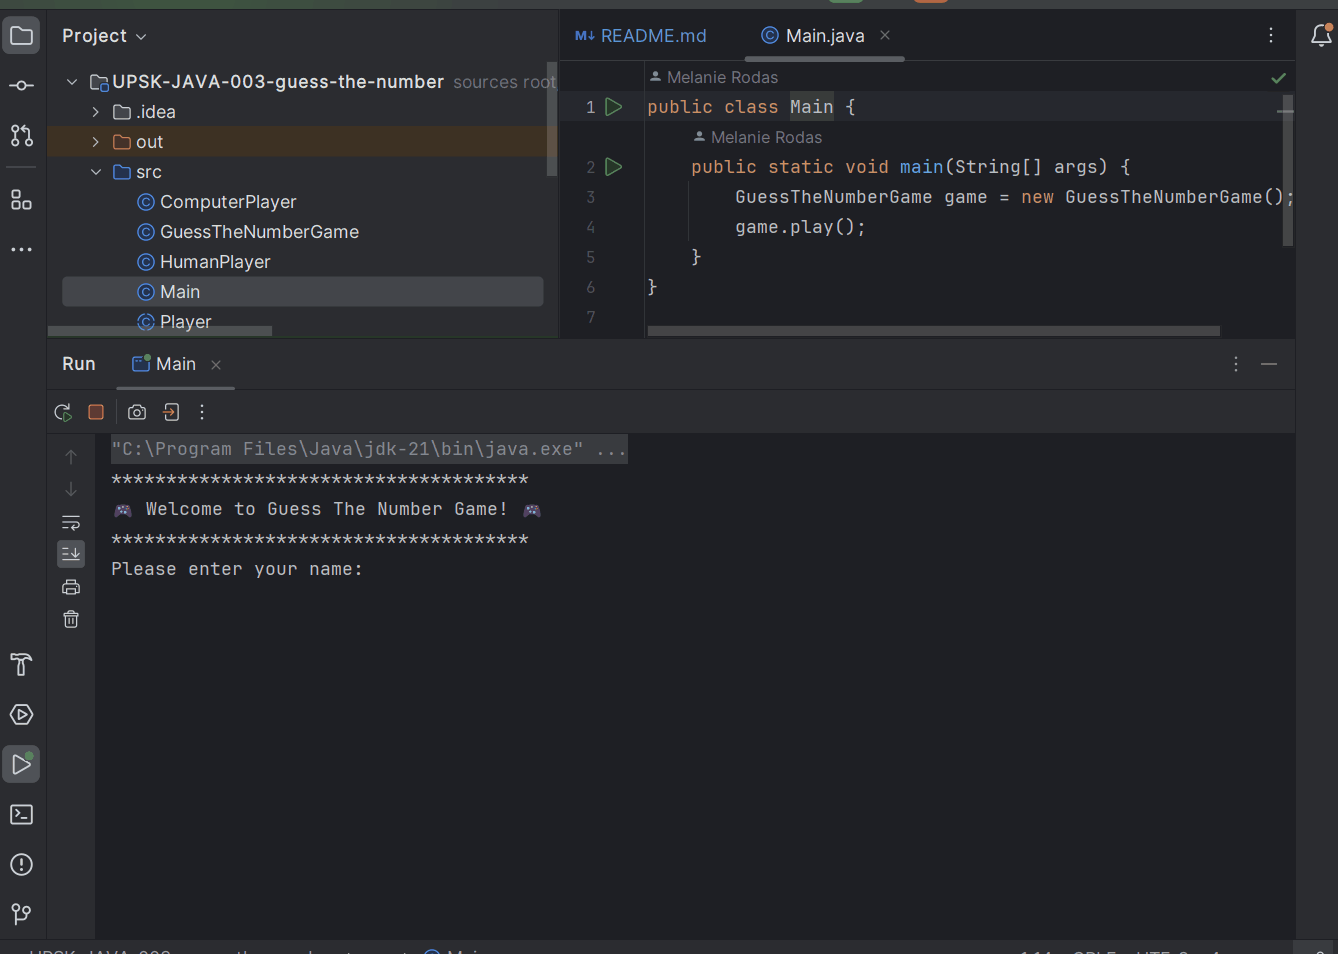 Project
UPSK-JAVA-003-guess-the-number sources root
.idea
out
src
ComputerPlayer
GuessTheNumberGame
HumanPlayer
Main
Player
M↓ README.md
Main.java
Melanie Rodas
1 public class Main {
Melanie Rodas
2 public static void main(String[] args) {
3 GuessTheNumberGame game = new GuessTheNumberGame();
4 game.play();
5 }
6 }
7
Run Main
"C:\Program Files\Java\jdk-21\bin\java.exe" ...
**************************************
🎮 Welcome to Guess The Number Game! 🎮
**************************************
Please enter your name: